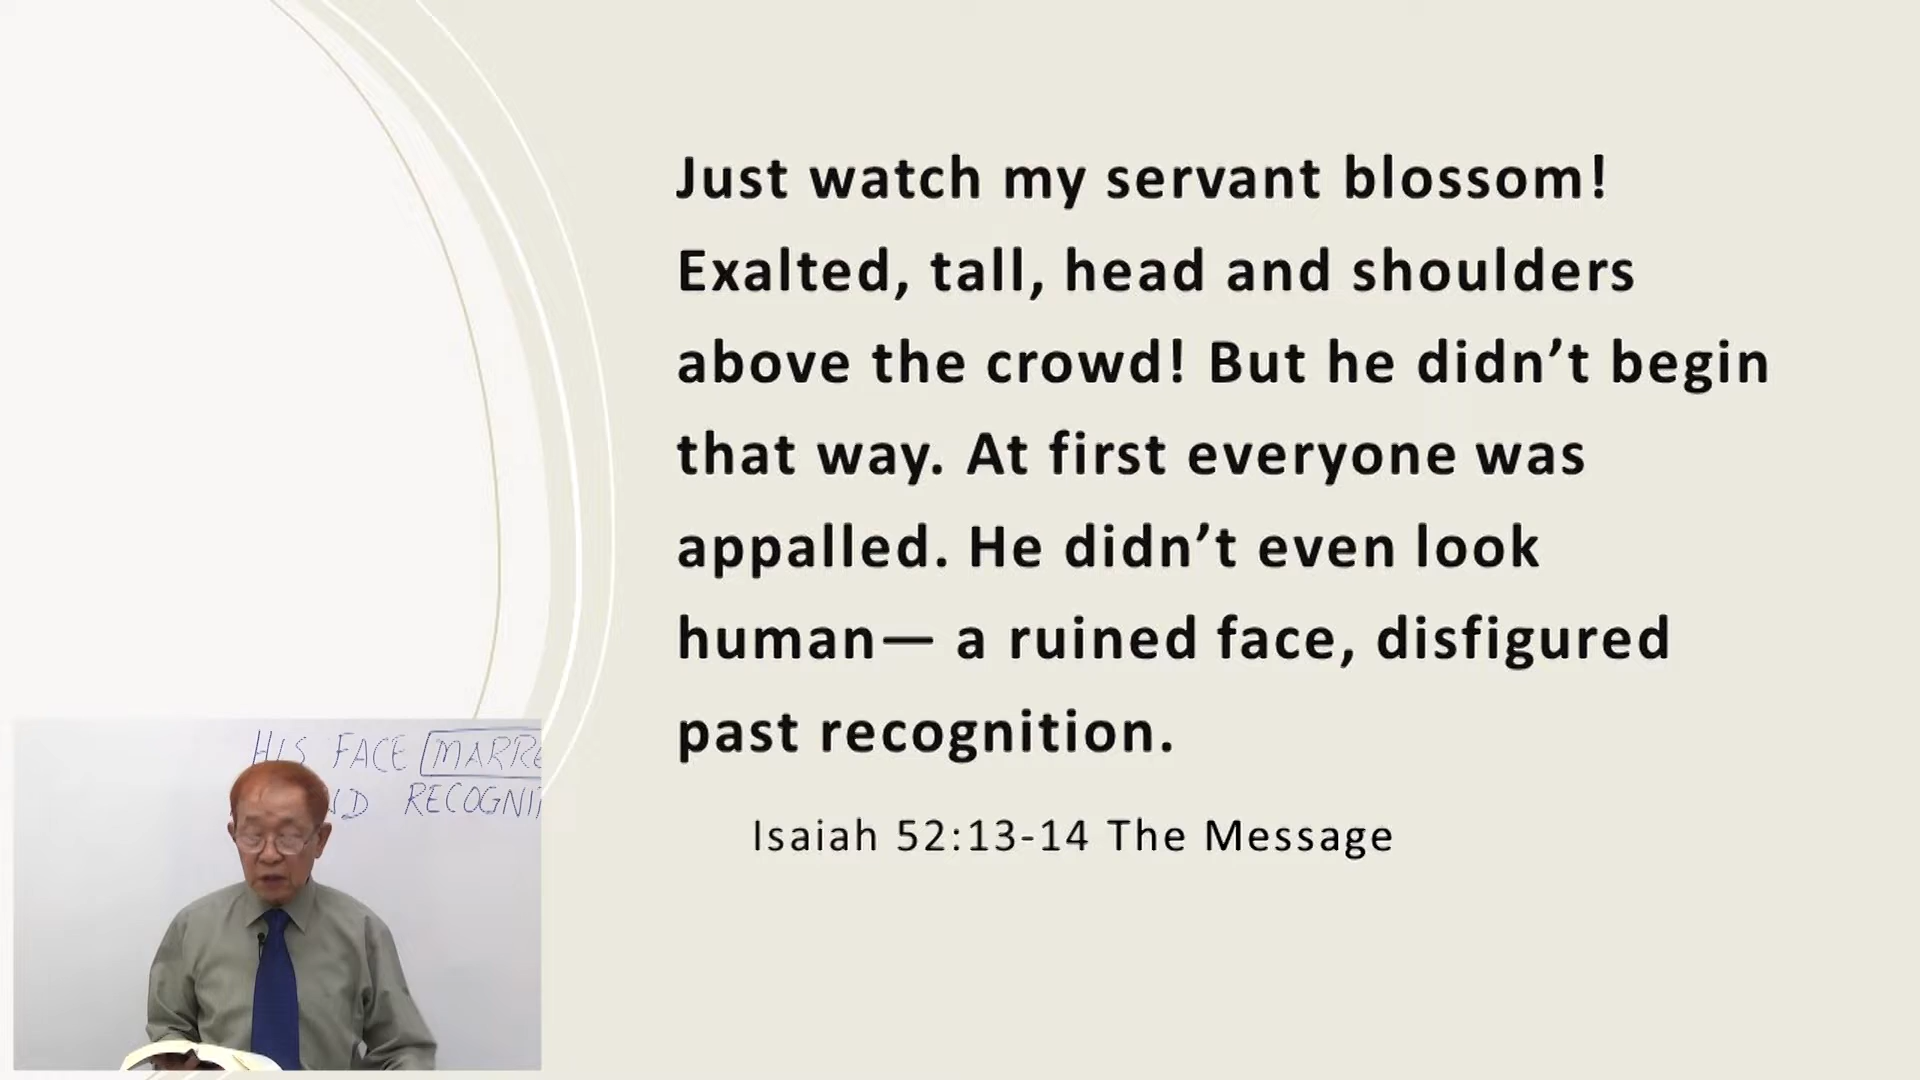 Just watch my servant blossom!
Exalted, tall, head and shoulders
above the crowd! But he didn’t begin
that way. At first everyone was
appalled. He didn’t even look
human— a ruined face, disfigured
past recognition.
Isaiah 52:13-14 The Message
HIS FACE